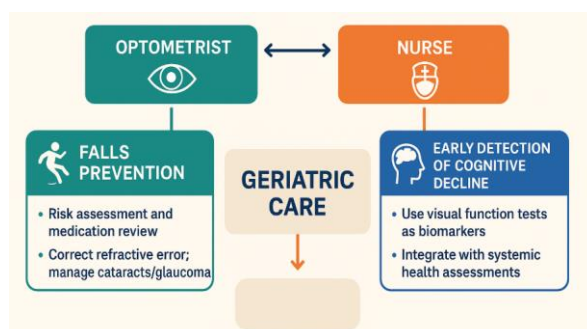 OPTOMETRIST
NURSE
FALLS
PREVENTION
• Risk assessment and
medication review
• Correct refractive error;
manage cataracts/glaucoma
GERIATRIC
CARE
EARLY DETECTION
OF COGNITIVE
DECLINE
• Use visual function tests
as biomarkers
• Integrate with systemic
health assessments